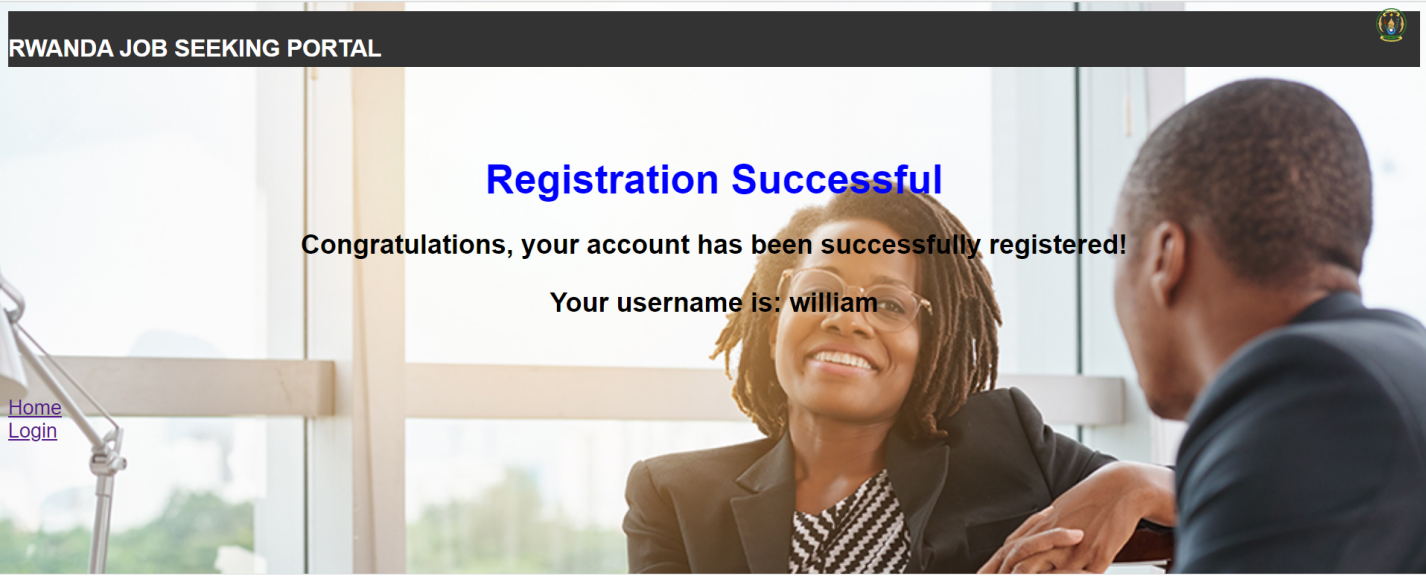 RWANDA JOB SEEKING PORTAL
Registration Successful
Congratulations, your account has been successfully registered!
Your username is: william
Home
Login